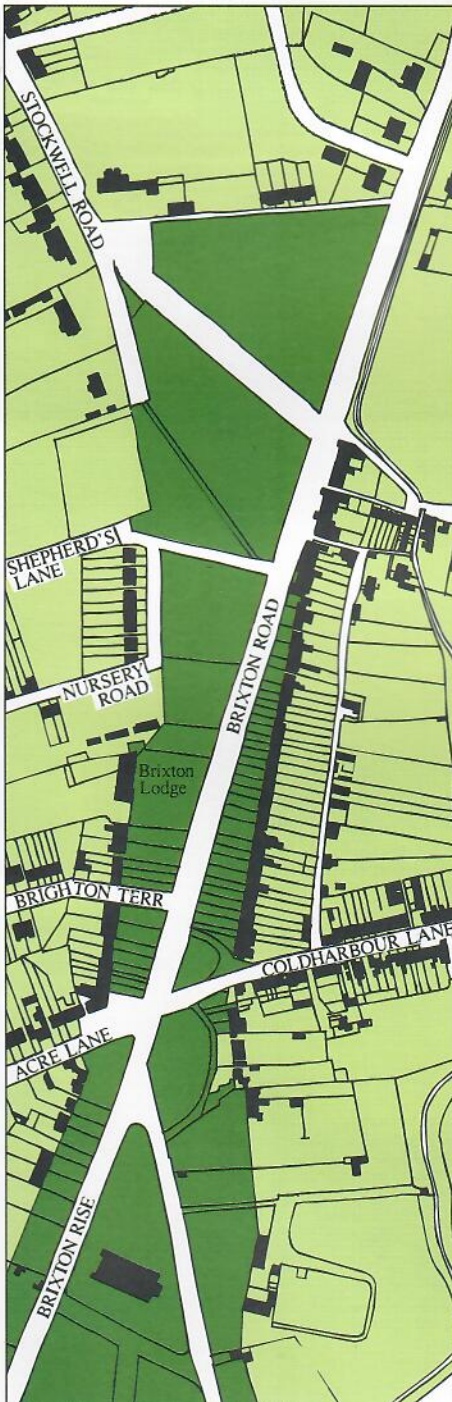 STOCKWELL ROAD
SHEPHERD'S
LANE
NURSERY
ROAD
BRIXTON ROAD
Brixton
Lodge
BRIGHTON TERR
COLDHARBOUR LANE
ACRE LANE
BRIXTON RISE